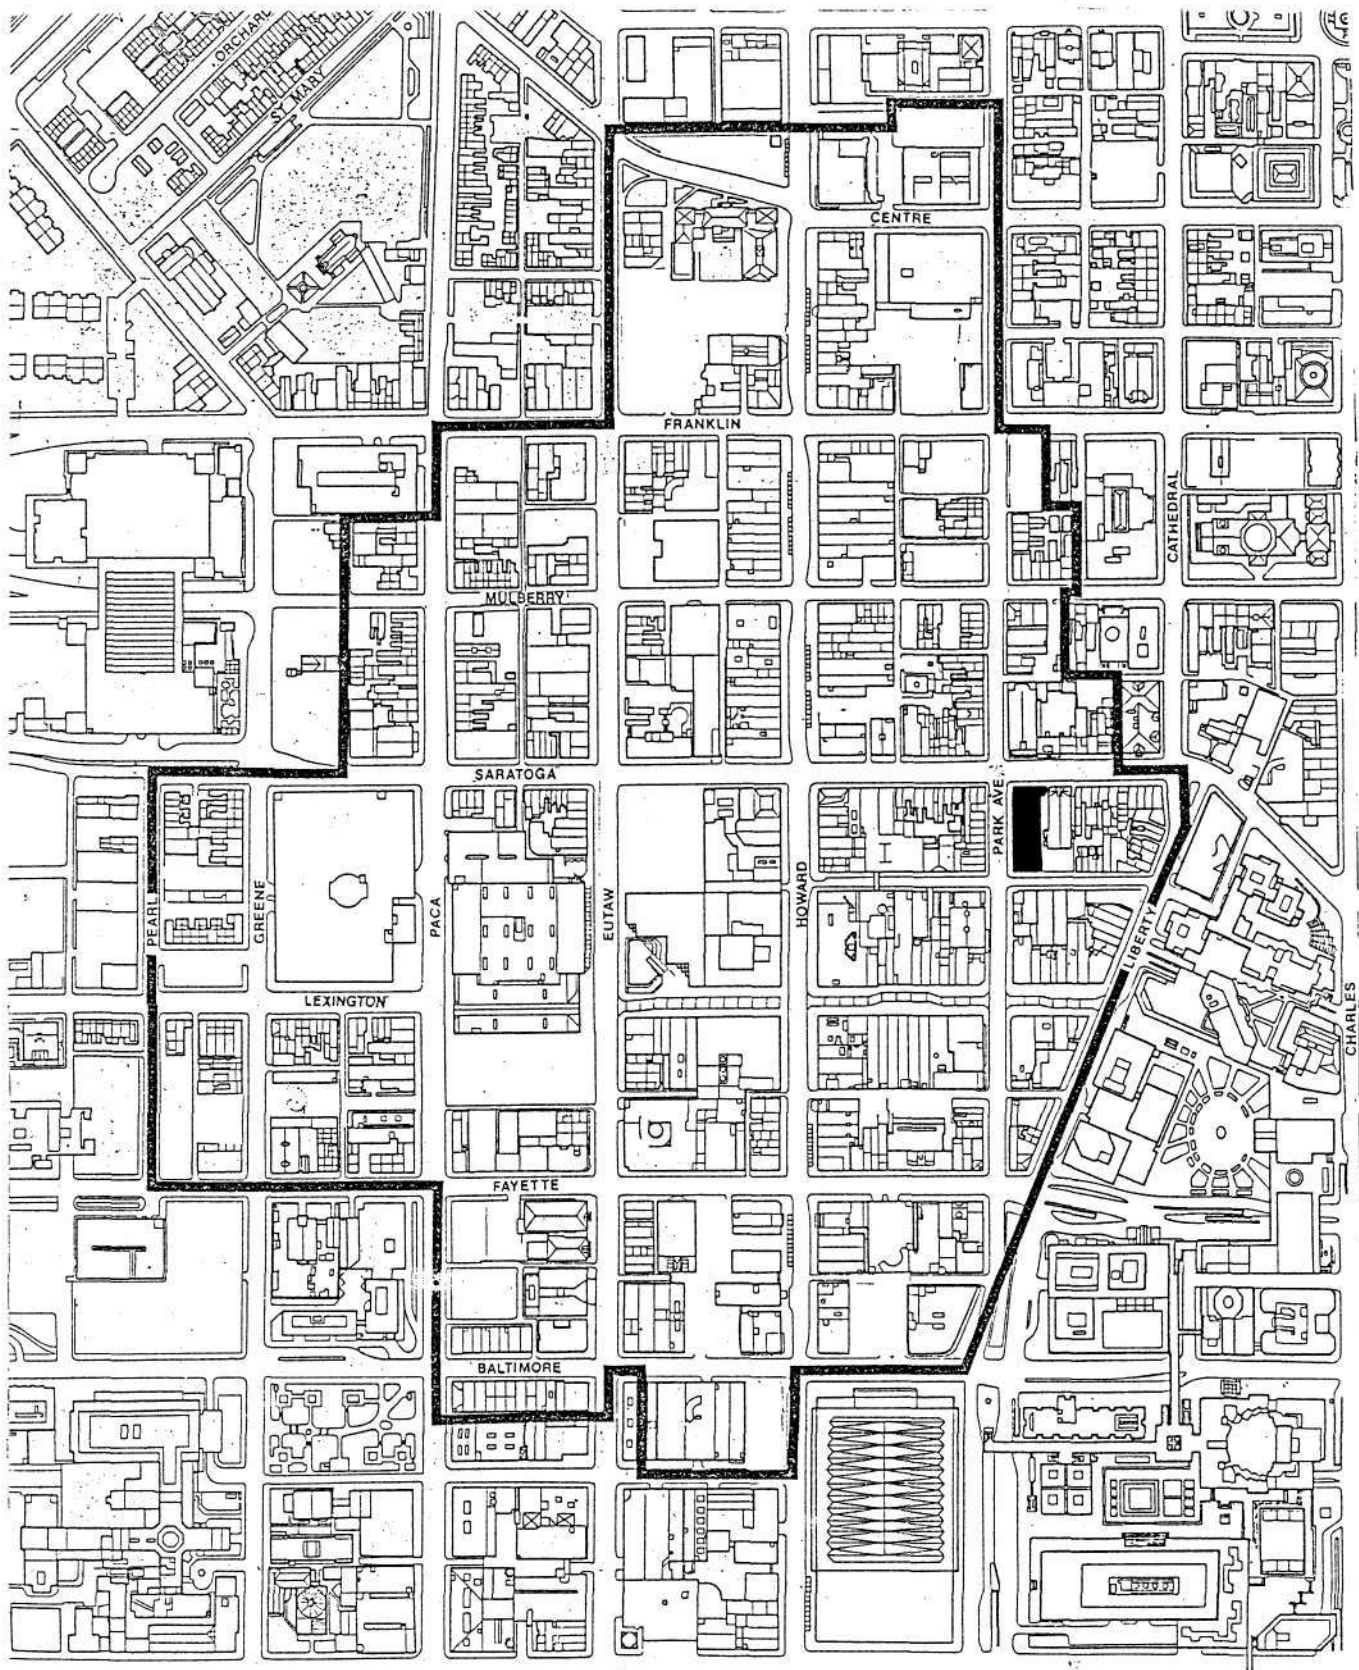 ORCHARD
ST. MARY
CENTRE
FRANKLIN
CATHEDRAL
MULBERRY
SARATOGA
PARK AVE
PEARL
GREENE
PACA
EUTAW
HOWARD
LIBERTY
LEXINGTON
CHARLES
FAYETTE
BALTIMORE